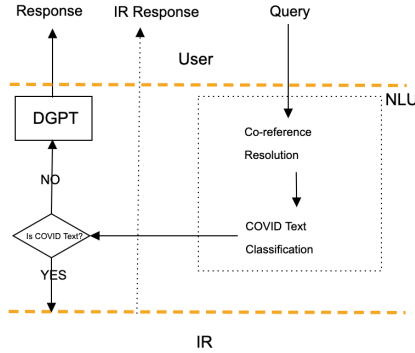 Response IR Response Query
User
NLU
DGPT
Co-reference
Resolution
NO
Is COVID Text?
COVID Text
Classification
YES
IR